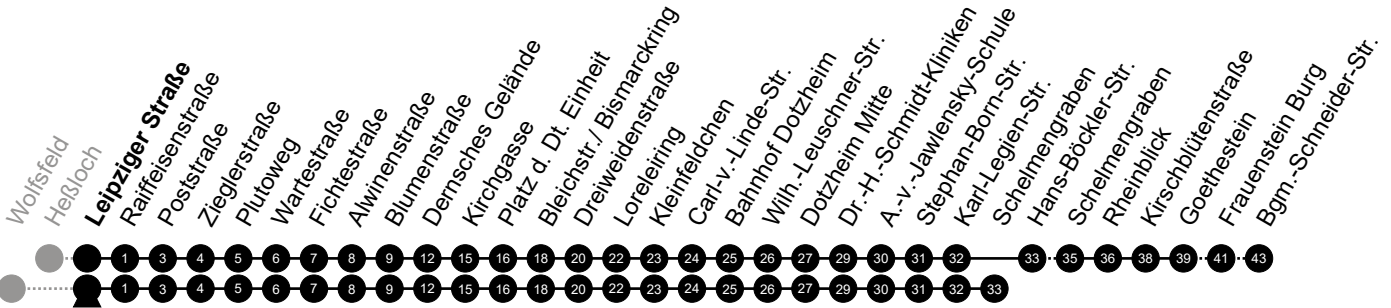 Wolfsfeld
Heßloch
Leipziger Straße
Raiffeisenstraße
Poststraße
Zieglerstraße
Plutoweg
Wartestraße
Fichtestraße
Alwinenstraße
Blumenstraße
Dernsches Gelände
Kirchgasse
Platz d. Dt. Einheit
Bleichstr./ Bismarckring
Dreiweidenstraße
Loreleiring
Kleinfeldchen
Carl-v.-Linde-Str.
Bahnhof Dotzheim
Wilh.-Leuschner-Str.
Dotzheim Mitte
Dr.-H.-Schmidt-Kliniken
A.-v.-Jawlensky-Schule
Stephan-Born-Str.
Karl-Legien-Str.
Schelmengraben
Hans-Böckler-Str.
Schelmengraben
Rheinblick
Kirschblütenstraße
Goethestein
Frauenstein Burg
Bgm.-Schneider-Str.
1 3 4 5 6 7 8 9 12 15 16 18 20 22 23 24 25 26 27 29 30 31 32 33 35 36 38 39 41 43
1 3 4 5 6 7 8 9 12 15 16 18 20 22 23 24 25 26 27 29 30 31 32 33